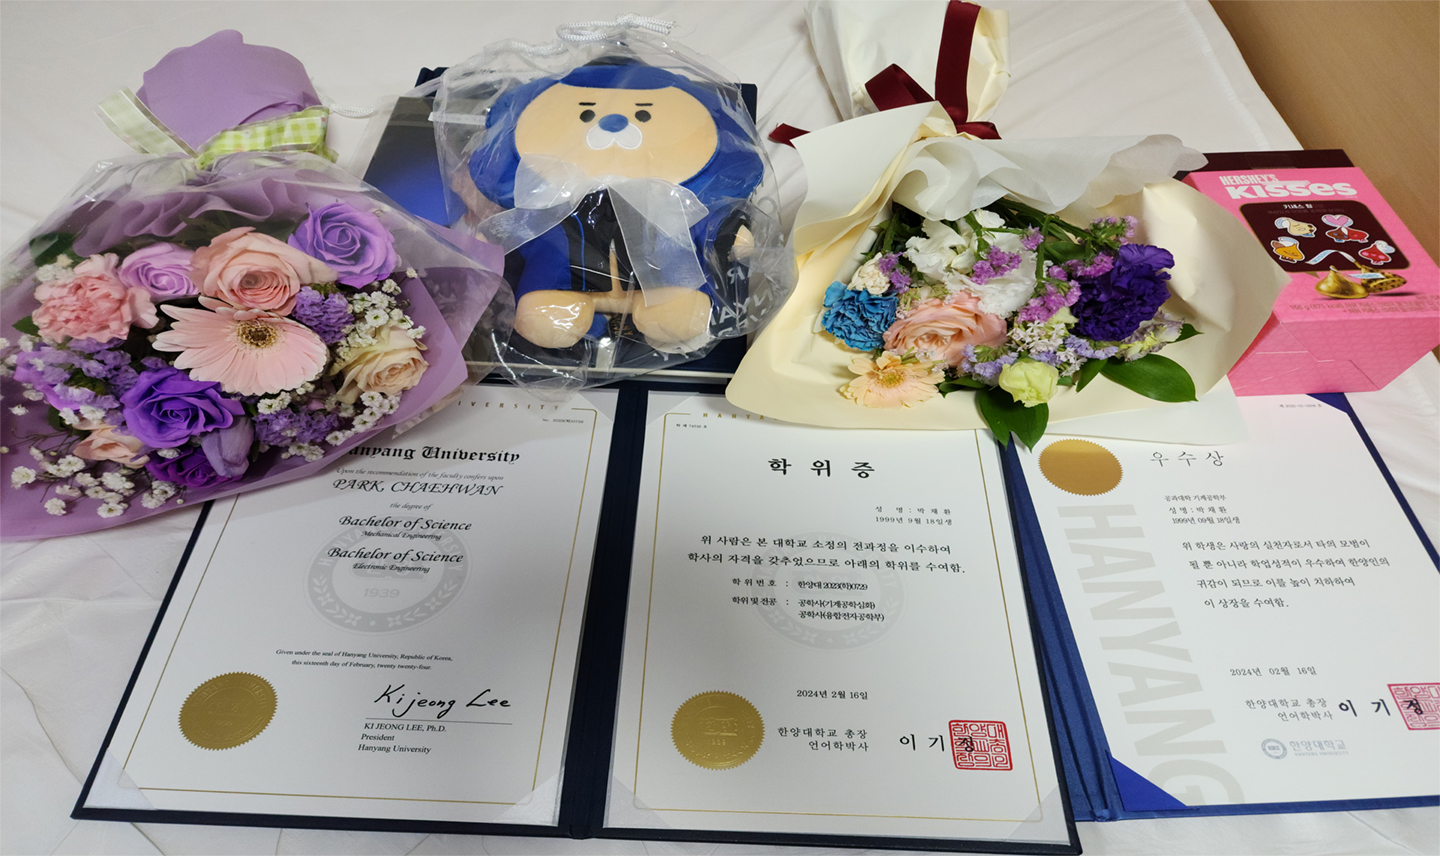 HERSHEY'S
KISSES
키세스 팝
Hanyang University
Upon the recommendation of the faculty confers upon
PARK, CHAEHWAN
the degree of
Bachelor of Science
Mechanical Engineering
Bachelor of Science
Electronic Engineering
1939
Given under the seal of Hanyang University, Republic of Korea,
this sixteenth day of February, twenty twenty-four.
Kijeong Lee
KI JEONG LEE, Ph.D.
President
Hanyang University
학위증
성 명 : 박채환
1999년 9월 18일생
위 사람은 본 대학교 소정의 전과정을 이수하여
학사의 자격을 갖추었으므로 아래의 학위를 수여함.
학위번호 : 한양대 2023(학)0729
학위 및 전공 : 공학사(기계공학심화)
공학사(융합전자공학부)
2024년 2월 16일
한양대학교 총장
언어학박사 이기정
우수상
공과대학 기계공학부
성 명 : 박채환
1999년 09월 18일생
위 학생은 사랑의 실천자로서 타의 모범이
될 뿐 아니라 학업성적이 우수하여 한양인의
귀감이 되므로 이를 높이 치하하여
이 상장을 수여함.
2024년 02월 16일
한양대학교 총장
언어학박사 이기정
한양대학교
HANYANG UNIVERSITY
HANYANG